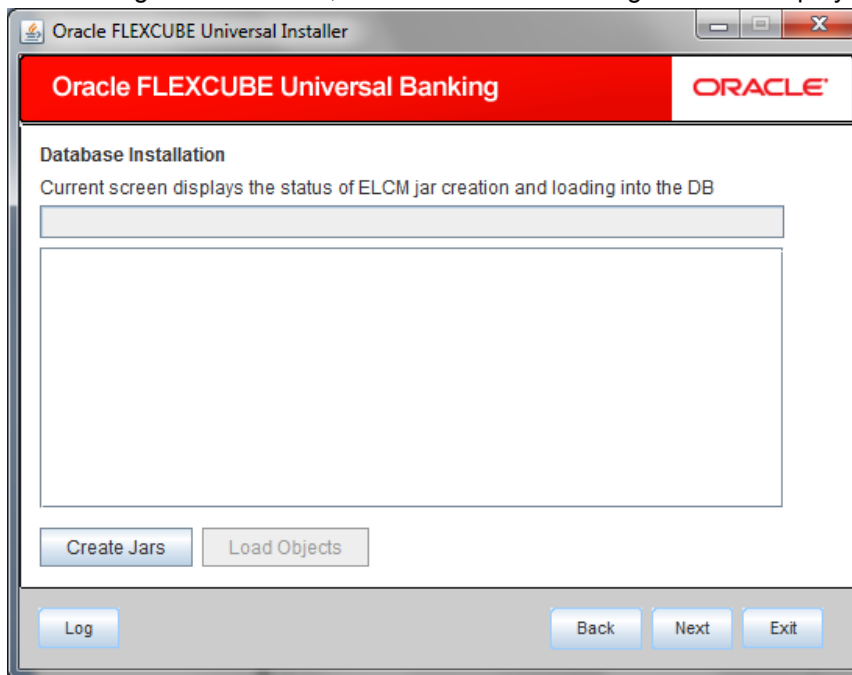 Oracle FLEXCUBE Universal Installer
Oracle FLEXCUBE Universal Banking
ORACLE
Database Installation
Current screen displays the status of ELCM jar creation and loading into the DB
Create Jars Load Objects
Log Back Next Exit